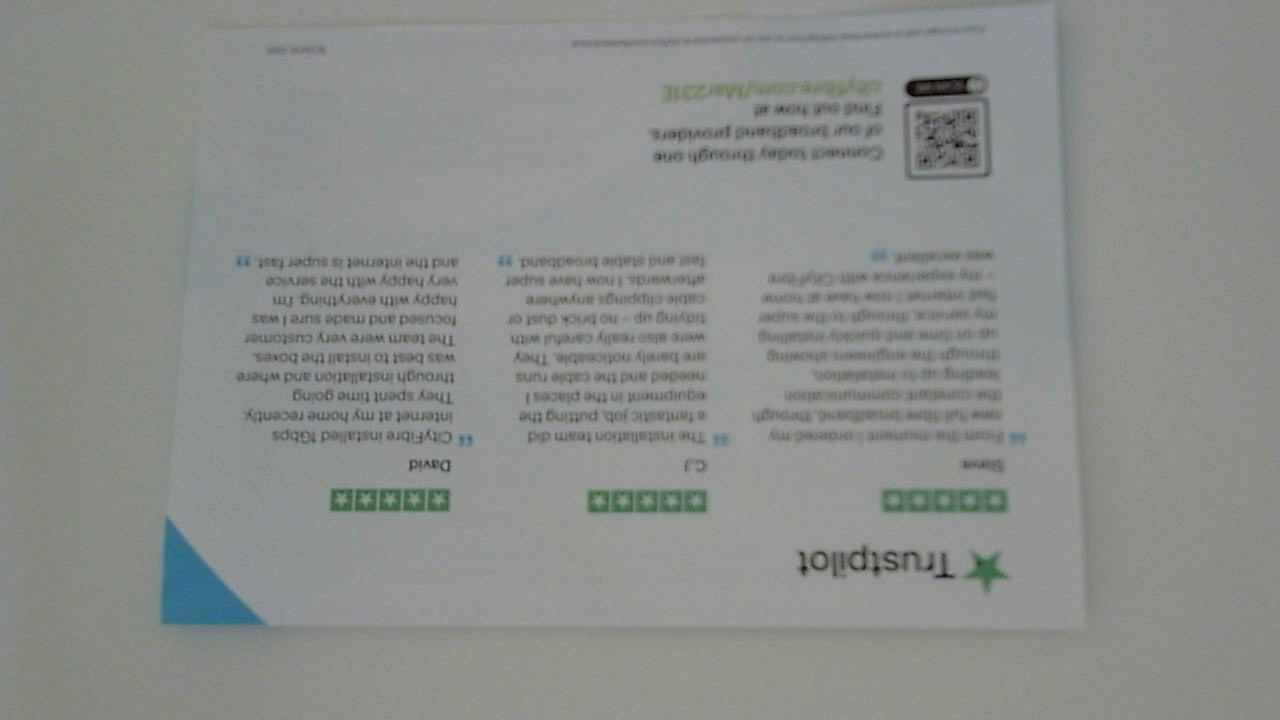 Trustpilot
Steve
“ From the moment I ordered my
new full fibre broadband, through
the constant communication
leading up to installation,
through the engineers showing
up on time and quickly installing
my service, through to the super
fast internet I now have at home
– my experience with CityFibre
was excellent. ”
CJ
“ The installation team did
a fantastic job, putting the
equipment in the places I
needed and the cable runs
are barely noticeable. They
were also really careful with
tidying up – no brick dust or
cable clippings anywhere
afterwards. I now have super
fast and stable broadband. ”
David
“ CityFibre installed 1Gbps
internet at my home recently.
They spent time going
through installation and where
was best to install the boxes.
The team were very customer
focused and made sure I was
happy with everything. I'm
very happy with the service
and the internet is super fast. ”
Connect today through one
of our broadband providers.
Find out how at
cityfibre.com/Mar231E